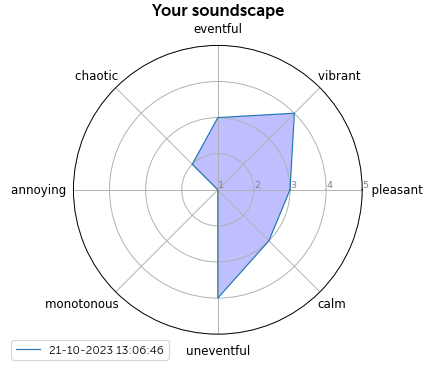 Your soundscape
eventful
chaotic
vibrant
annoying
1
2
3
4
5
pleasant
monotonous
calm
uneventful
21-10-2023 13:06:46